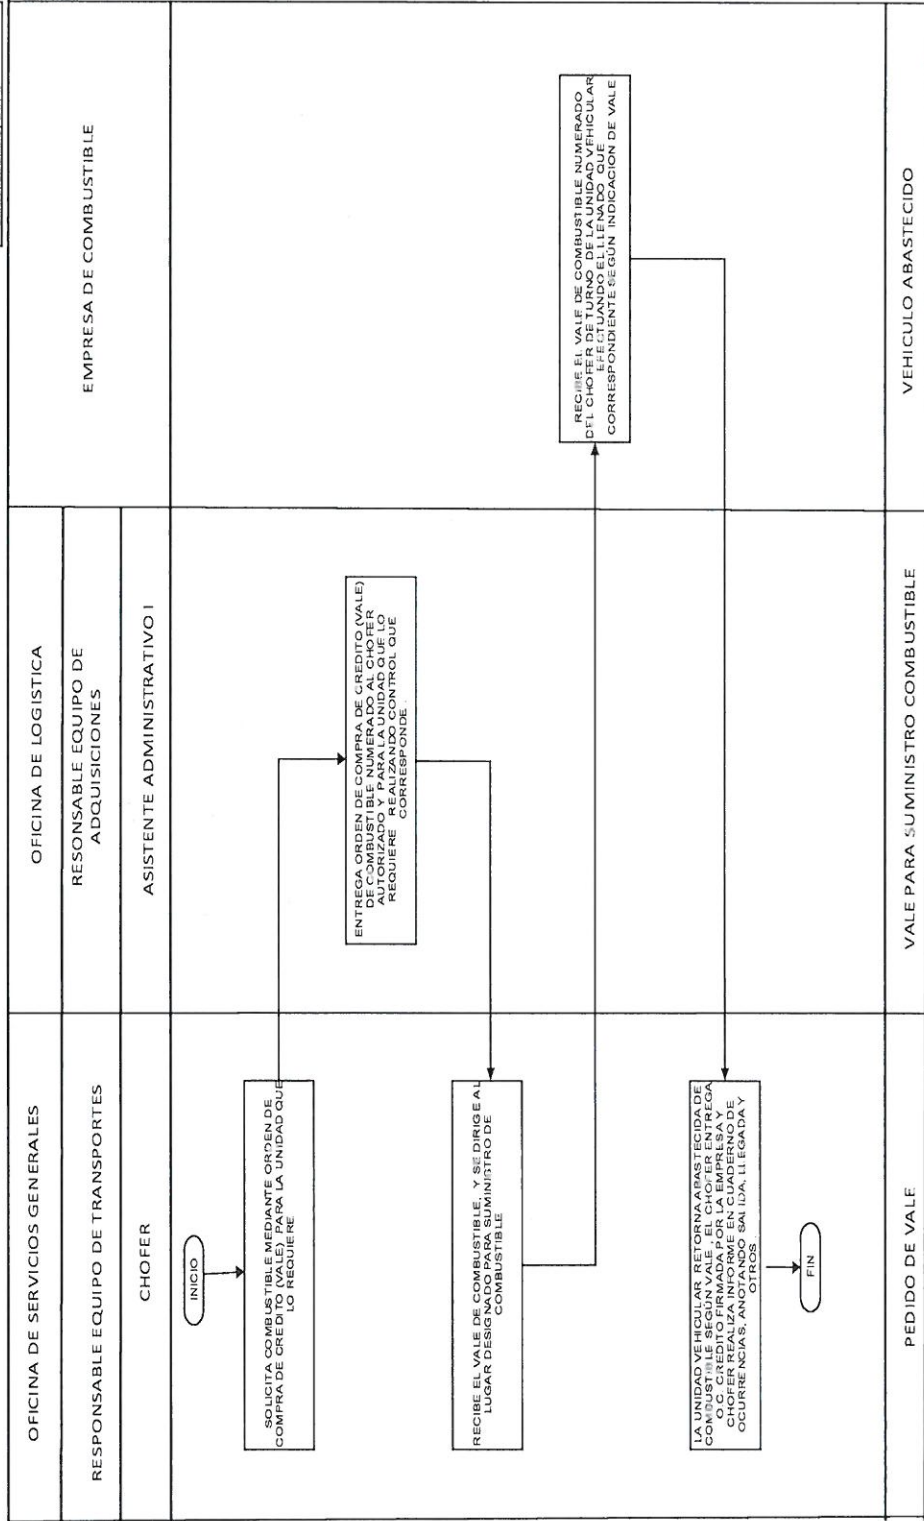 OFICINA DE SERVICIOS GENERALES
OFICINA DE LOGISTICA
EMPRESA DE COMBUSTIBLE
RESPONSABLE EQUIPO DE TRANSPORTES
RESONSABLE EQUIPO DE
ADQUISICIONES
CHOFER
ASISTENTE ADMINISTRATIVO I
INICIO
SOLICITA COMBUSTIBLE MEDIANTE ORDEN DE
COMPRA DE CREDITO (VALE) PARA LA UNIDAD QUE
LO REQUIERE
ENTREGA ORDEN DE COMPRA DE CREDITO (VALE)
DE COMBUSTIBLE NUMERADO AL CHOFER
AUTORIZADO Y PARA LA UNIDAD QUE LO
REQUIERE REALIZANDO CONTROL QUE
CORRESPONDE.
RECIBE EL VALE DE COMBUSTIBLE, Y SE DIRIGE AL
LUGAR DESIGNADO PARA SUMINISTRO DE
COMBUSTIBLE
RECIBE EL VALE DE COMBUSTIBLE NUMERADO
DEL CHOFER DE TURNO DE LA UNIDAD VEHICULAR
EFECTUANDO EL LLENADO QUE
CORRESPONDIENTE SEGÚN INDICACION DE VALE
LA UNIDAD VEHICULAR RETORNA ABASTECIDA DE
COMBUSTIBLE SEGÚN VALE, EL CHOFER ENTREGA
O.C. CREDITO FIRMADA POR LA EMPRESA Y
CHOFER REALIZA INFORME EN CUADERNO DE
OCURRENCIAS, ANOTANDO SALIDA, LLEGADA Y
OTROS.
FIN
PEDIDO DE VALE
VALE PARA SUMINISTRO COMBUSTIBLE
VEHICULO ABASTECIDO